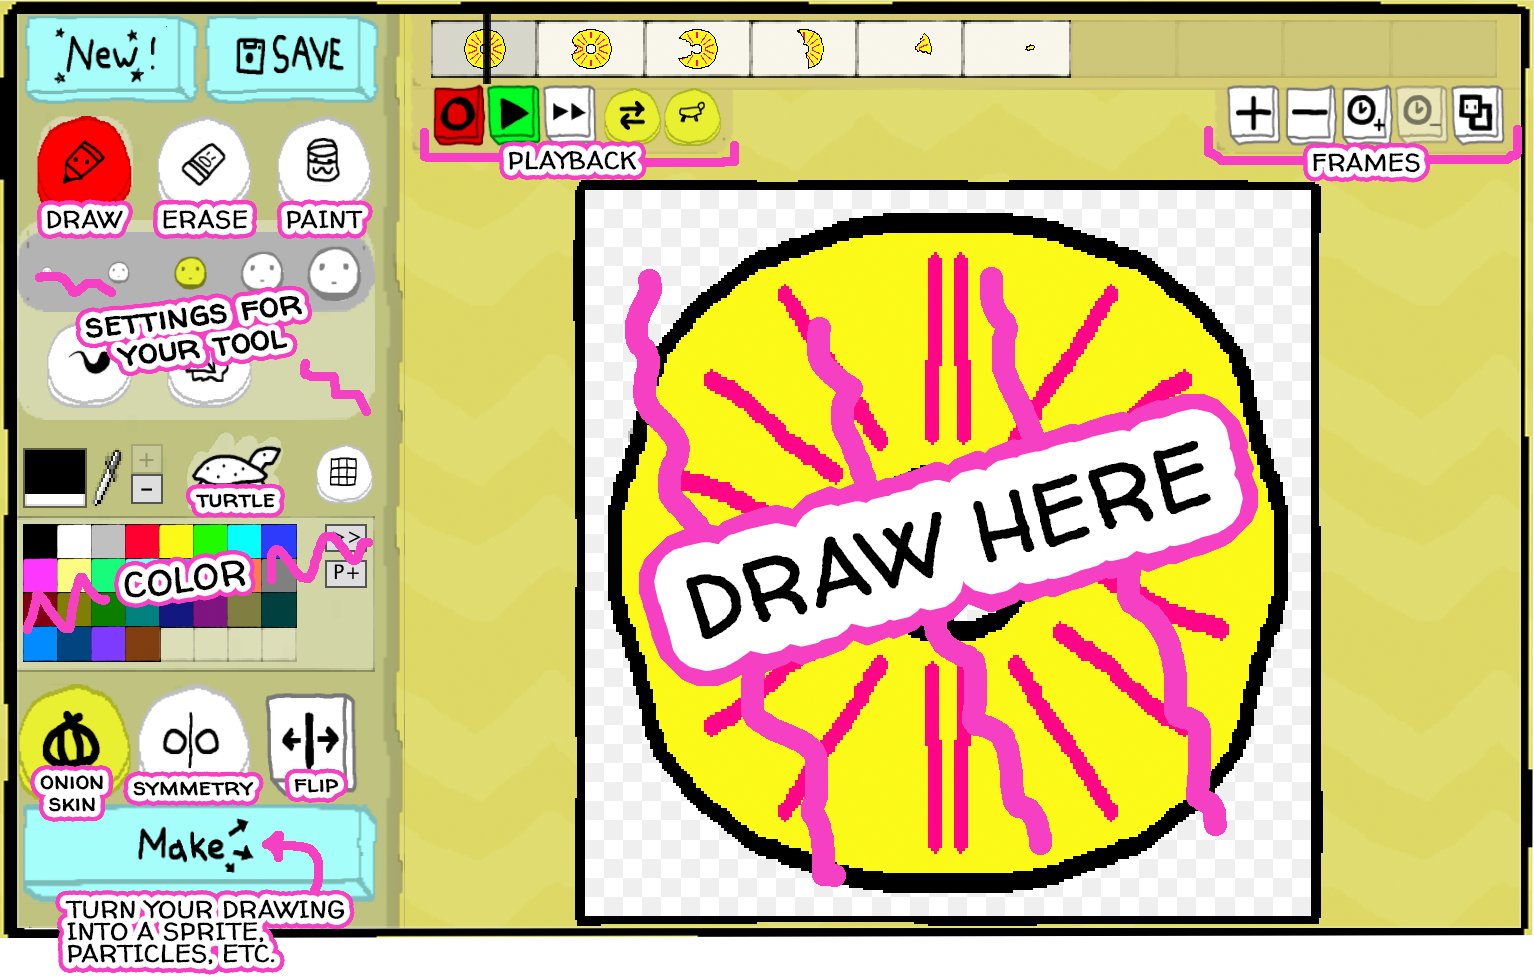 New!
SAVE
PLAYBACK
FRAMES
DRAW
ERASE
PAINT
SETTINGS FOR
YOUR TOOL
+
-
TURTLE
>>
COLOR
P+
DRAW HERE
ONION
SKIN
SYMMETRY
FLIP
Make
TURN YOUR DRAWING
INTO A SPRITE,
PARTICLES, ETC.